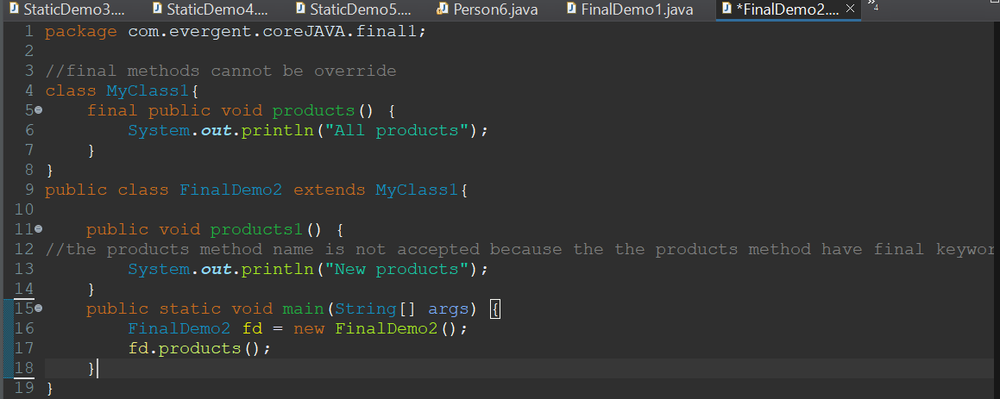 StaticDemo3.... StaticDemo4.... StaticDemo5.... Person6.java FinalDemo1.java *FinalDemo2.... 4
1 package com.evergent.coreJAVA.final1;
2
3 //final methods cannot be override
4 class MyClass1{
5 final public void products() {
6 System.out.println("All products");
7 }
8 }
9 public class FinalDemo2 extends MyClass1{
10
11 public void products1() {
12 //the products method name is not accepted because the the products method have final keywor
13 System.out.println("New products");
14 }
15 public static void main(String[] args) {
16 FinalDemo2 fd = new FinalDemo2();
17 fd.products();
18 }
19 }